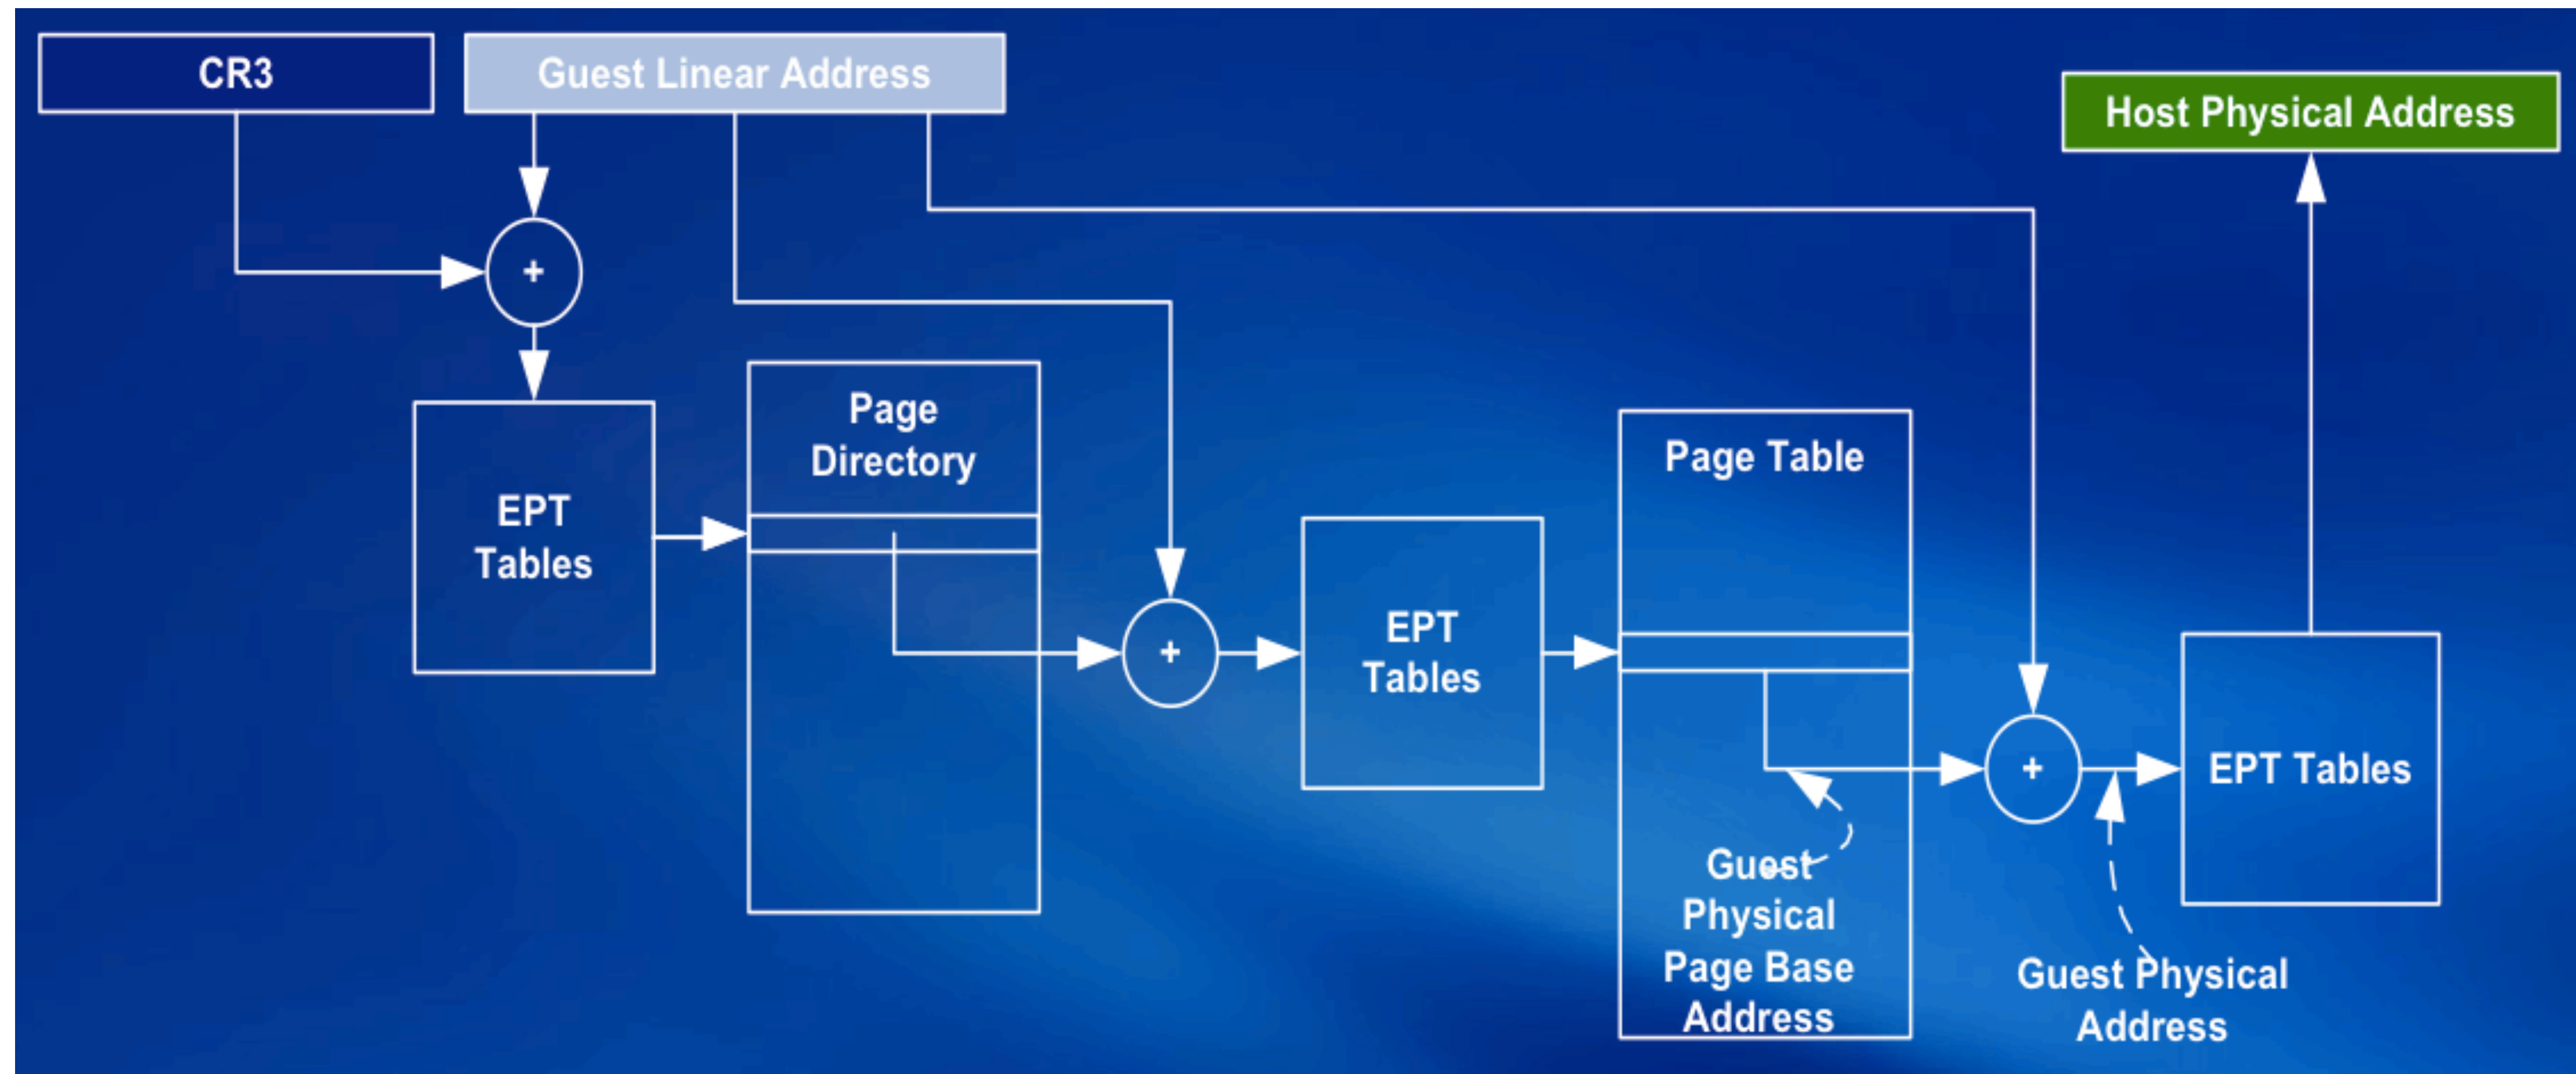 CR3
Guest Linear Address
Host Physical Address
+
Page
Directory
EPT
Tables
+
EPT
Tables
Page Table
Guest
Physical
Page Base
Address
+
EPT Tables
Guest Physical
Address